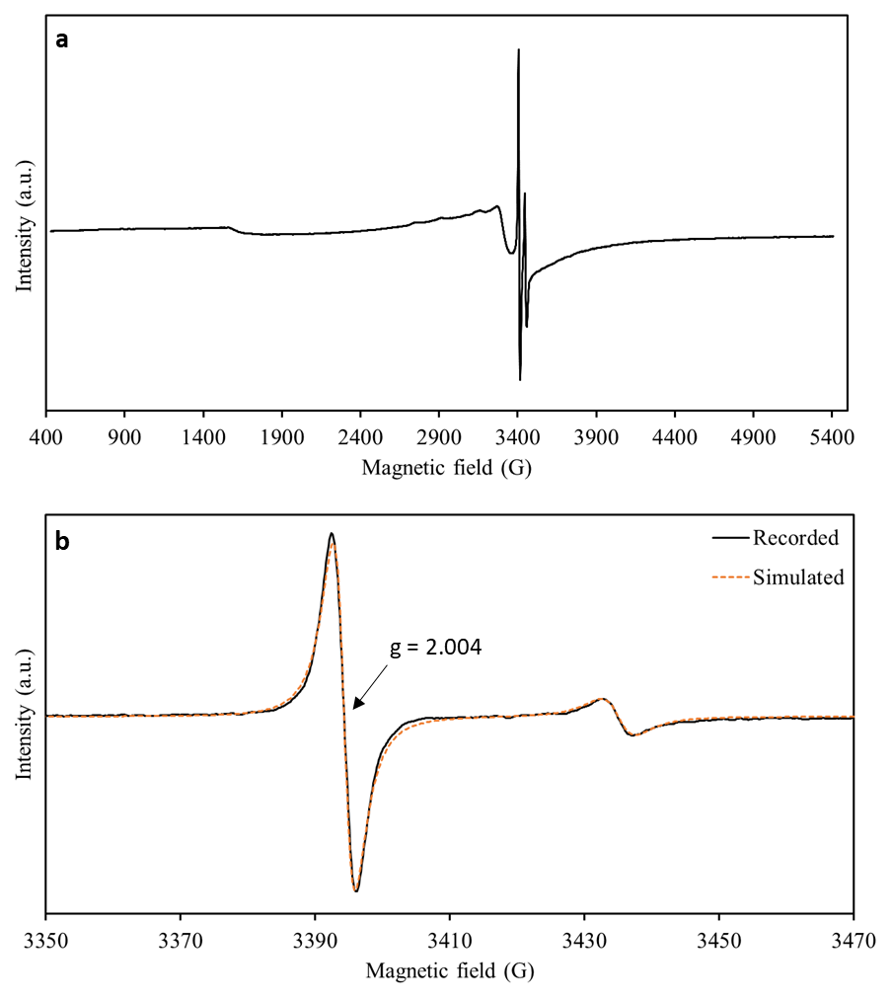 a
Intensity (a.u.)
400 900 1400 1900 2400 2900 3400 3900 4400 4900 5400
Magnetic field (G)
b
Recorded
Simulated
g = 2.004
Intensity (a.u.)
3350 3370 3390 3410 3430 3450 3470
Magnetic field (G)